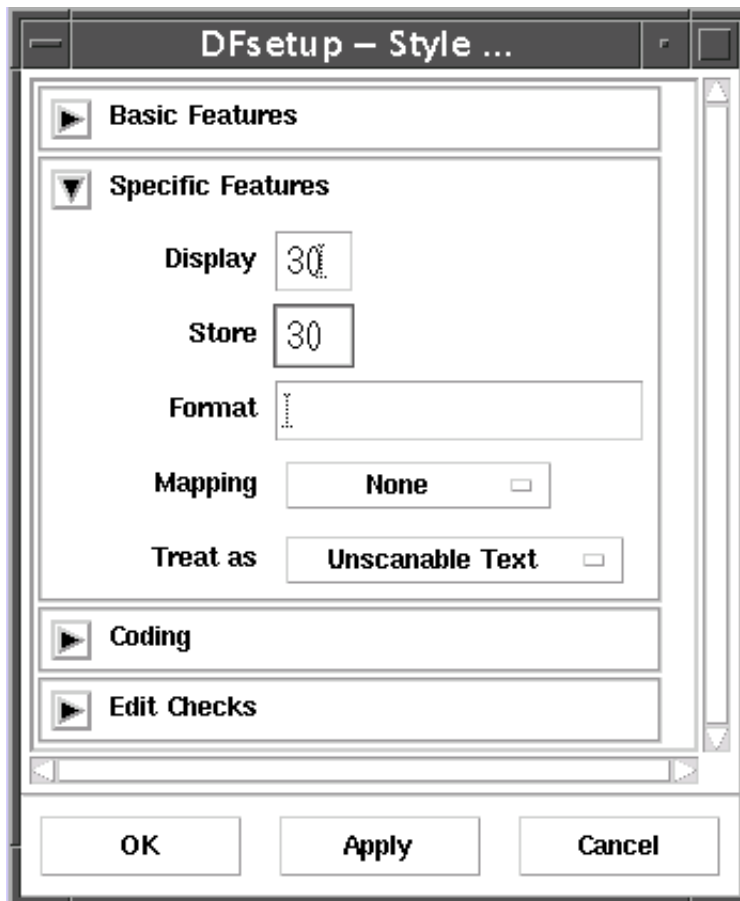 DFsetup – Style ...
Basic Features
Specific Features
Display 30
Store 30
Format
Mapping None
Treat as Unscanable Text
Coding
Edit Checks
OK Apply Cancel